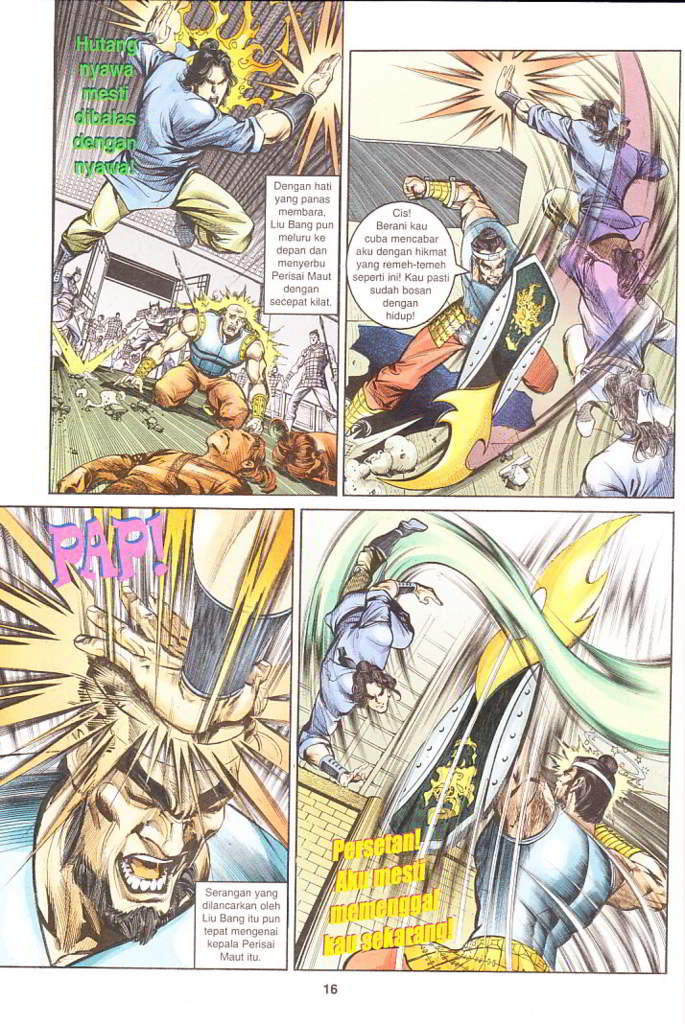 Hutang
nyawa
mesti
dibalas
dengan
nyawa!
Dengan hati
yang panas
membara,
Liu Bang pun
meluru ke
depan dan
menyerbu
Perisai Maut
dengan
secepat kilat.
Cis!
Berani kau
cuba mencabar
aku dengan hikmat
yang remeh-temeh
seperti ini! Kau pasti
sudah bosan
dengan
hidup!
PAP!
Serangan yang
dilancarkan oleh
Liu Bang itu pun
tepat mengenai
kepala Perisai
Maut itu.
Persetan!
Aku mesti
memenggal
kau sekarang!
16